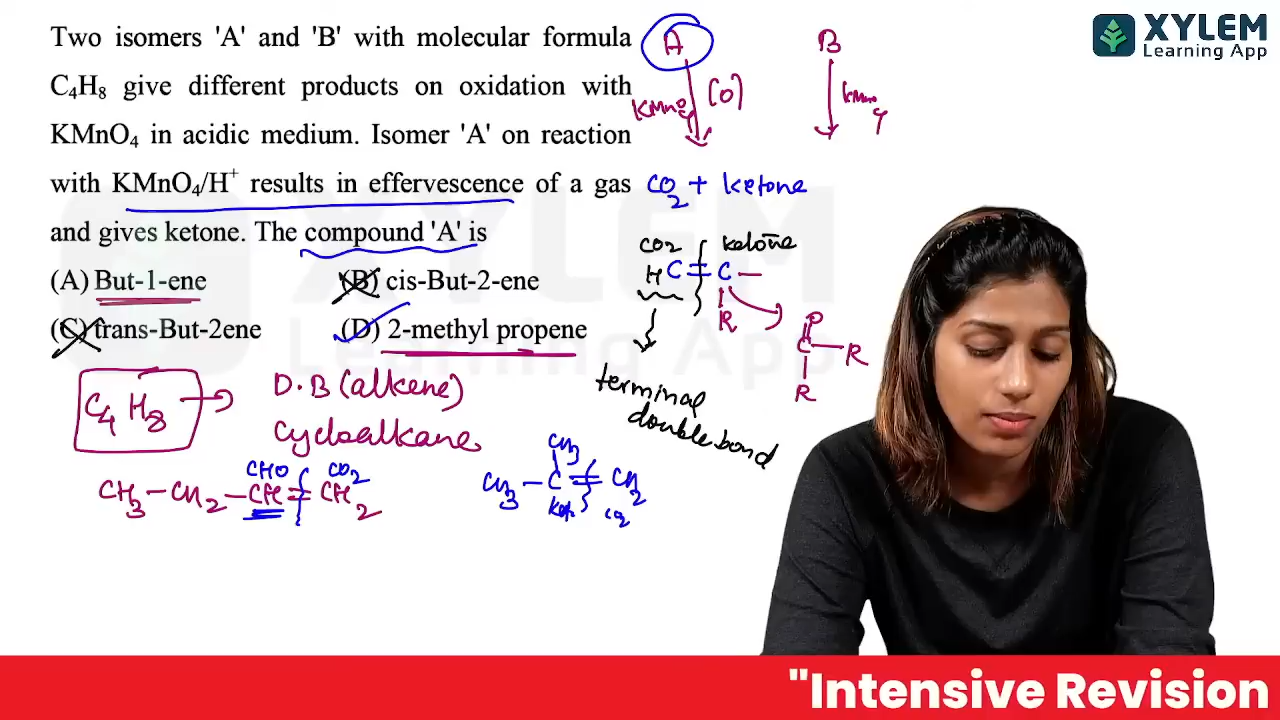 Two isomers 'A' and 'B' with molecular formula
C₄H₈ give different products on oxidation with
KMnO₄ in acidic medium. Isomer 'A' on reaction
with KMnO₄/H⁺ results in effervescence of a gas
and gives ketone. The compound 'A' is
(A) But-1-ene (B) cis-But-2-ene
(C) trans-But-2ene (D) 2-methyl propene
C₄H₈
D.B (alkene)
Cycloalkane
CHO CO₂
CH₃ — CH₂ — CH = CH₂
CH₃
CH₃ — C = CH₂
A B
KMnO₄ [O] KMnO₄
CO₂ + ketone
CO₂ ketone
H C = C —
R
O
C — R
R
terminal
double bond
XYLEM
Learning App
XYLEM
Learning App
"Intensive Revision